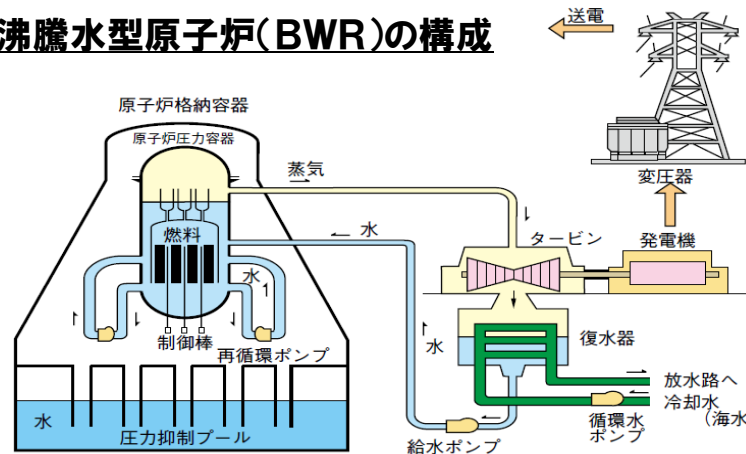 沸騰水型原子炉(BWR)の構成
送電
原子炉格納容器
原子炉圧力容器
蒸気
変圧器
燃料
水
タービン
発電機
水
制御棒
再循環ポンプ
水
復水器
放水路へ
冷却水
(海水
循環水
ポンプ
水
圧力抑制プール
給水ポンプ